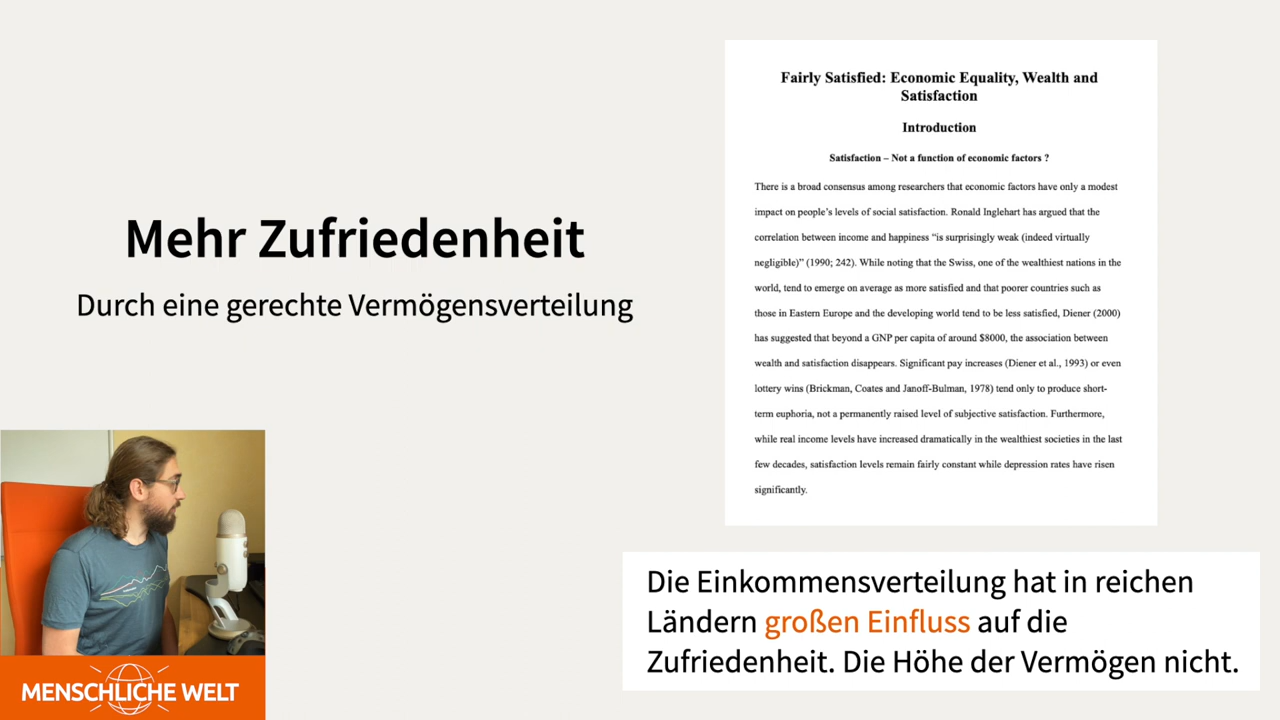 Mehr Zufriedenheit
Durch eine gerechte Vermögensverteilung
Fairly Satisfied: Economic Equality, Wealth and
Satisfaction
Introduction
Satisfaction – Not a function of economic factors ?
There is a broad consensus among researchers that economic factors have only a modest
impact on people’s levels of social satisfaction. Ronald Inglehart has argued that the
correlation between income and happiness “is surprisingly weak (indeed virtually
negligible)” (1990; 242). While noting that the Swiss, one of the wealthiest nations in the
world, tend to emerge on average as more satisfied and that poorer countries such as
those in Eastern Europe and the developing world tend to be less satisfied, Diener (2000)
has suggested that beyond a GNP per capita of around $8000, the association between
wealth and satisfaction disappears. Significant pay increases (Diener et al., 1993) or even
lottery wins (Brickman, Coates and Janoff-Bulman, 1978) tend only to produce short-
term euphoria, not a permanently raised level of subjective satisfaction. Furthermore,
while real income levels have increased dramatically in the wealthiest societies in the last
few decades, satisfaction levels remain fairly constant while depression rates have risen
significantly.
Die Einkommensverteilung hat in reichen
Ländern großen Einfluss auf die
Zufriedenheit. Die Höhe der Vermögen nicht.
MENSCHLICHE WELT